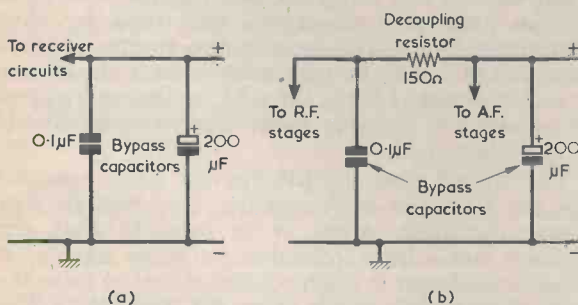 To receiver
circuits
+
0·1µF
Bypass
capacitors
+
200
µF
−
(a)
Decoupling
resistor
150Ω
+
To R.F.
stages
To A.F.
stages
0·1µF
+
200
µF
Bypass
capacitors
−
(b)